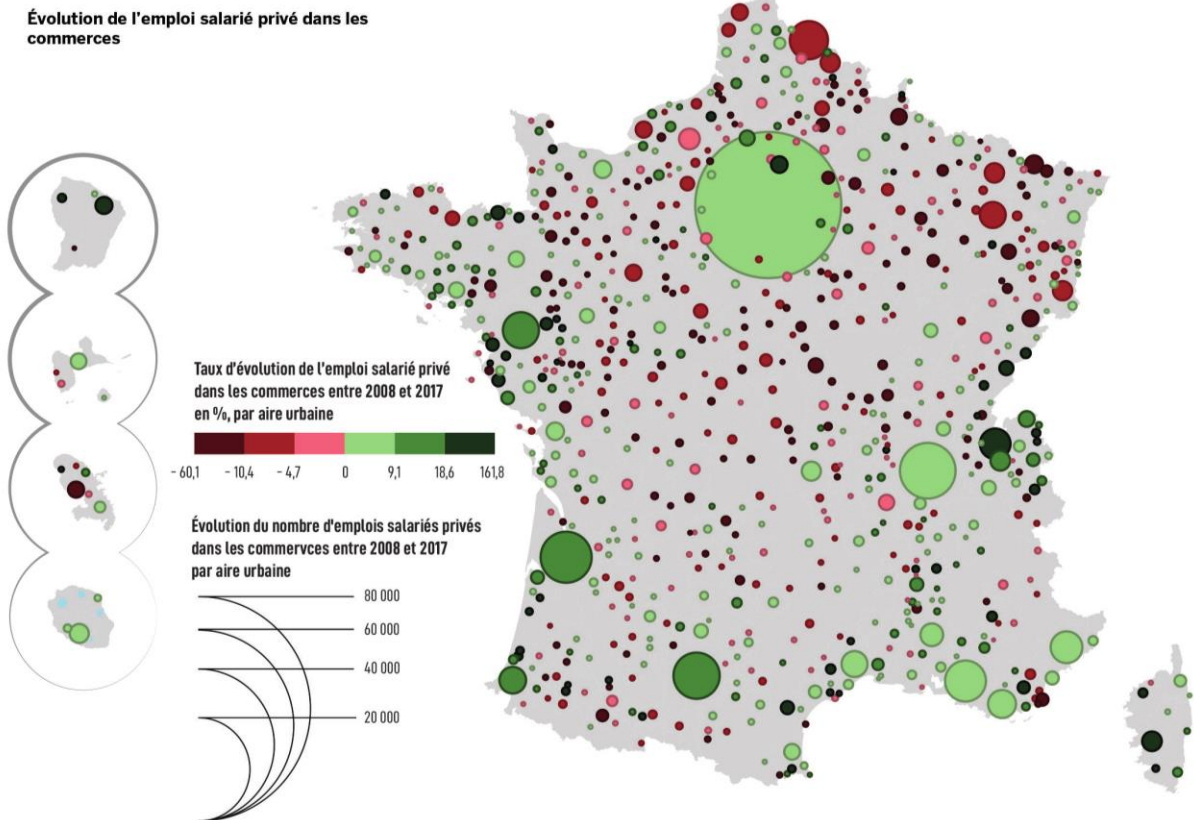 Évolution de l'emploi salarié privé dans les
commerces
Taux d'évolution de l'emploi salarié privé
dans les commerces entre 2008 et 2017
en %, par aire urbaine
- 60,1 - 10,4 - 4,7 0 9,1 18,6 161,8
Évolution du nombre d'emplois salariés privés
dans les commervces entre 2008 et 2017
par aire urbaine
80 000
60 000
40 000
20 000